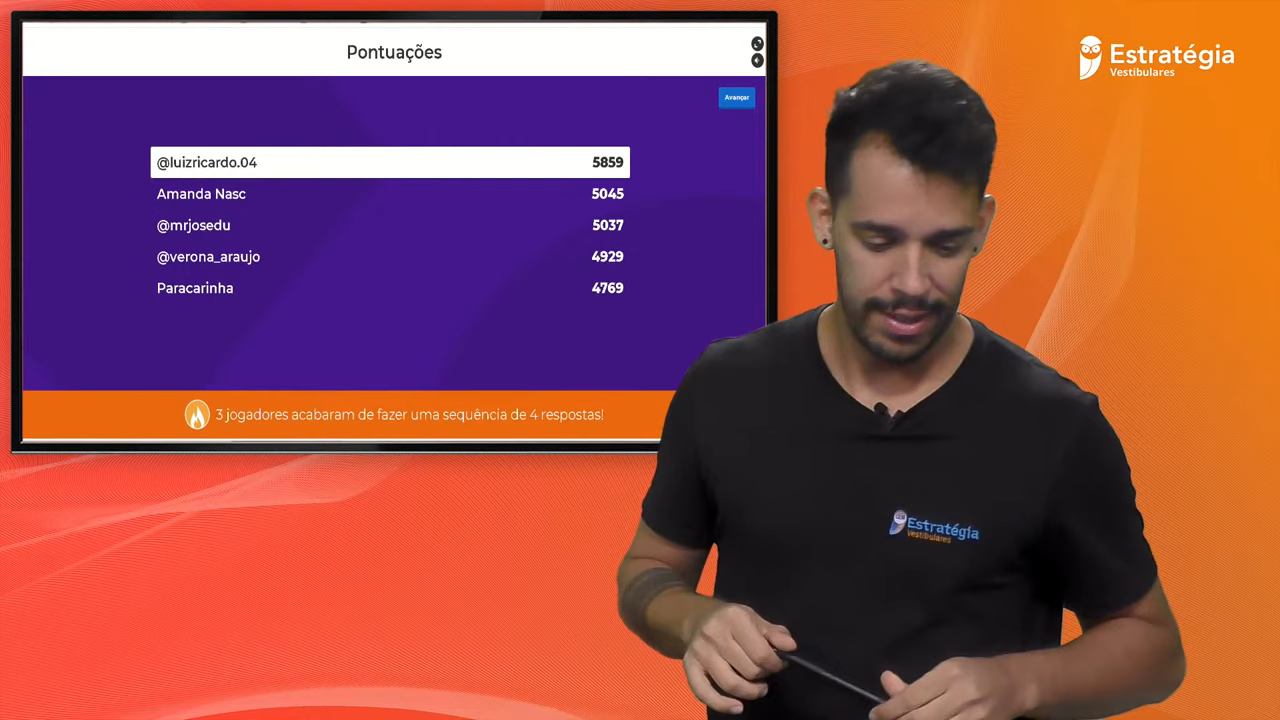 Pontuações
Avançar
@luizricardo.04 5859
Amanda Nasc 5045
@mrjosedu 5037
@verona_araujo 4929
Paracarinha 4769
3 jogadores acabaram de fazer uma sequência de 4 respostas!
Estratégia
Vestibulares
Estratégia
Vestibulares